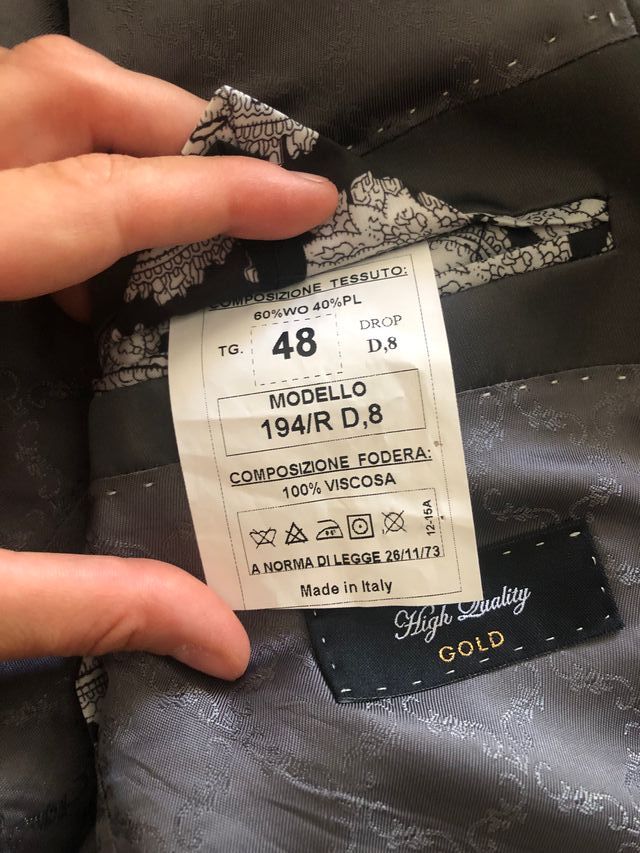 COMPOSIZIONE TESSUTO:
60%WO 40%PL
TG. 48 DROP D,8
MODELLO
194/R D,8
COMPOSIZIONE FODERA:
100% VISCOSA
12-15A
A NORMA DI LEGGE 26/11/73
Made in Italy
High Quality
GOLD